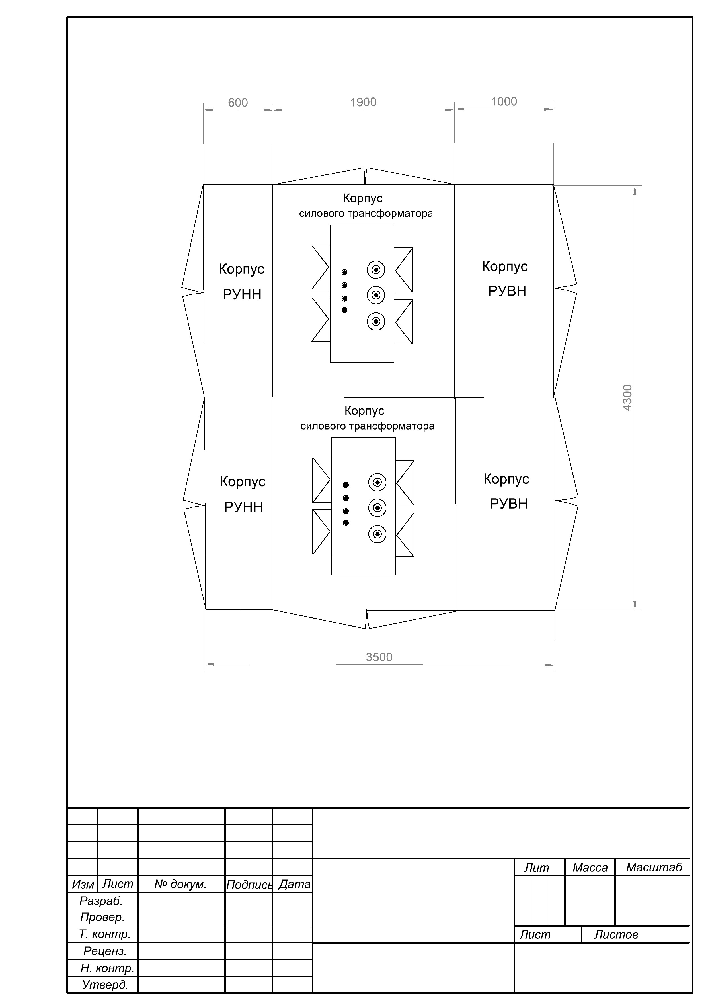 600 1900 1000
Корпус
силового трансформатора
Корпус
РУНН
Корпус
РУВН
4300
Корпус
силового трансформатора
Корпус
РУНН
Корпус
РУВН
3500
Лит Масса Масштаб
Изм Лист № докум. Подпись Дата
Разраб.
Провер.
Т. контр.
Лист Листов
Реценз.
Н. контр.
Утверд.